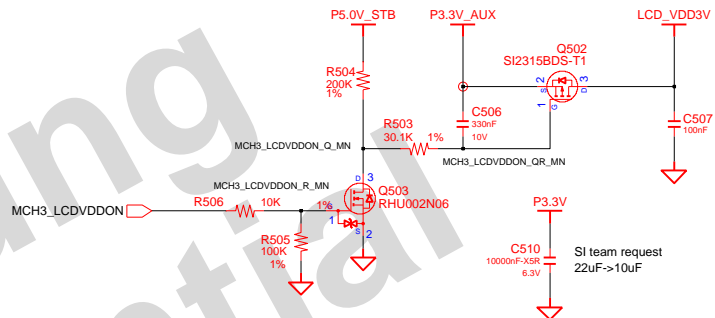 P5.0V_STB
P3.3V_AUX
LCD_VDD3V
Q502
SI2315BDS-T1
R504
200K
1%
2
3
S
D
G
1
R503
30.1K
1%
C506
330nF
10V
C507
100nF
MCH3_LCDVDDON_Q_MN
MCH3_LCDVDDON_QR_MN
D
3
MCH3_LCDVDDON_R_MN
Q503
RHU002N06
MCH3_LCDVDDON
R506
10K
1%
G
1
S
2
R505
100K
1%
P3.3V
C510
10000nF-X5R
6.3V
SI team request
22uF->10uF